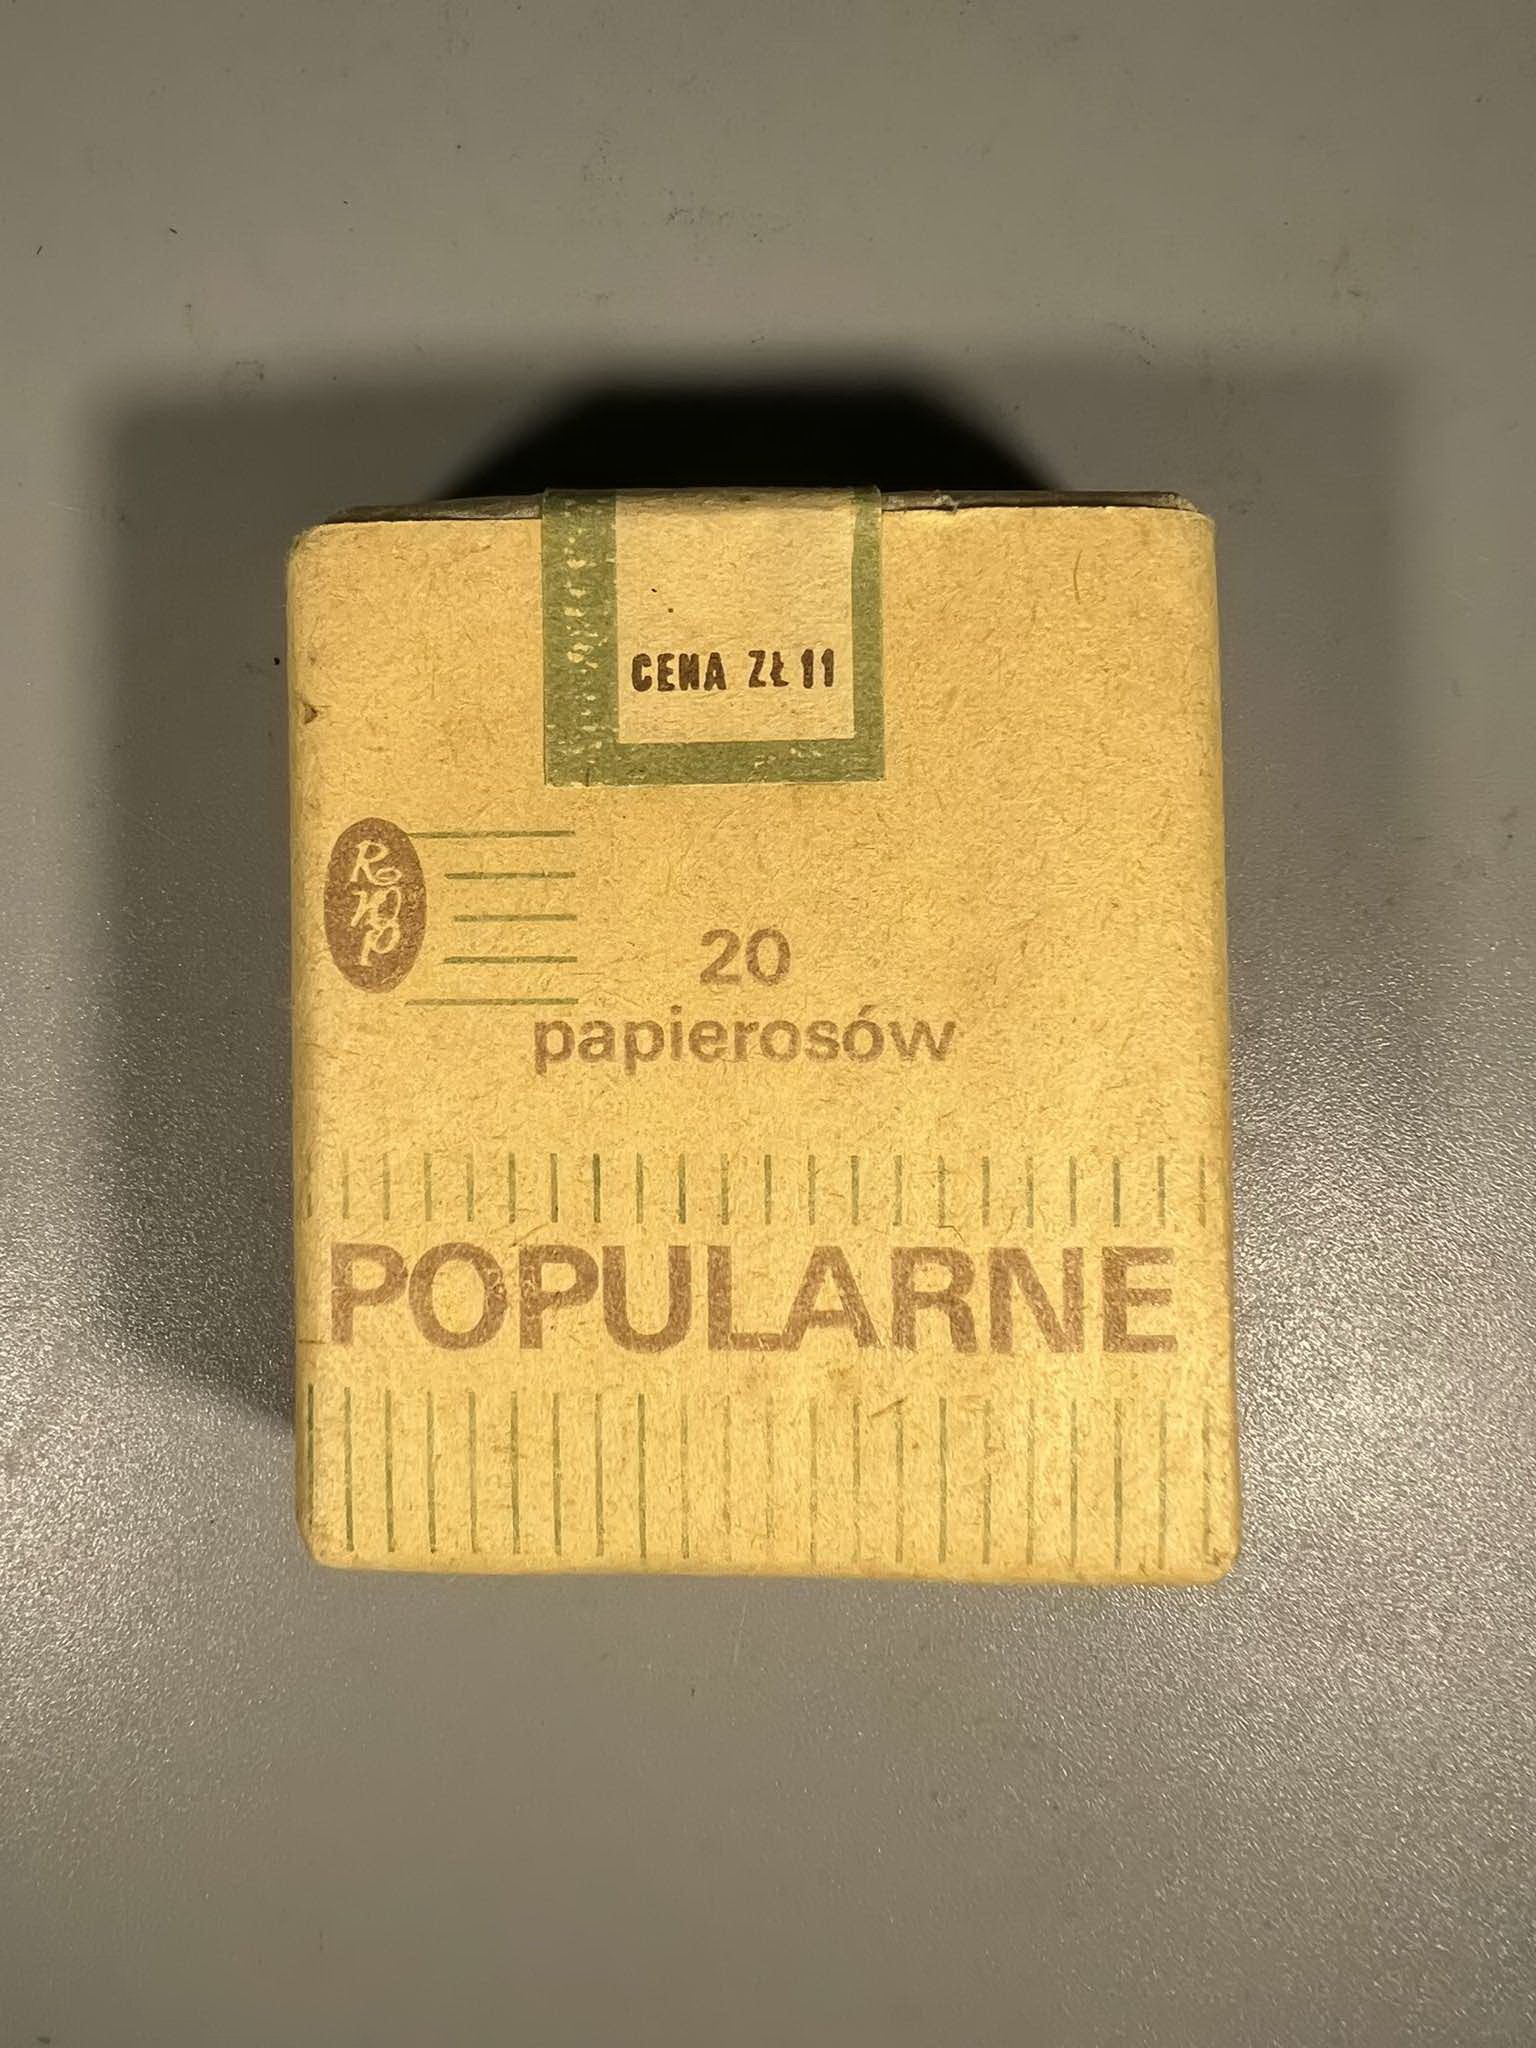 CENA ZŁ 11
20
papierosów
POPULARNE